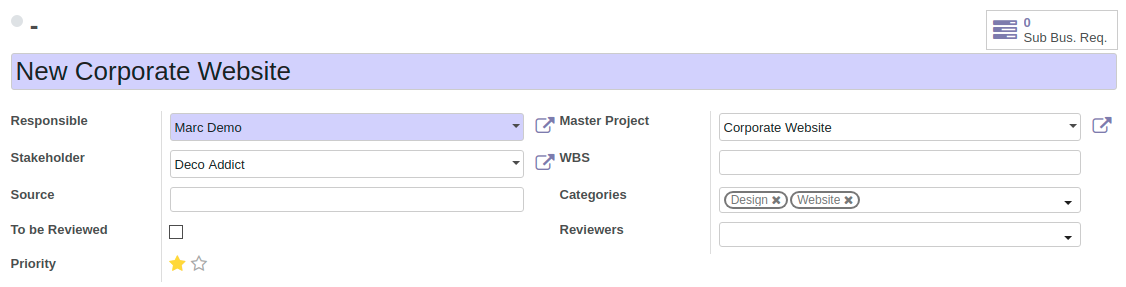 -
0
Sub Bus. Req.
New Corporate Website
Responsible Marc Demo Master Project Corporate Website
Stakeholder Deco Addict WBS
Source Categories Design ✖ Website ✖
To be Reviewed Reviewers
Priority